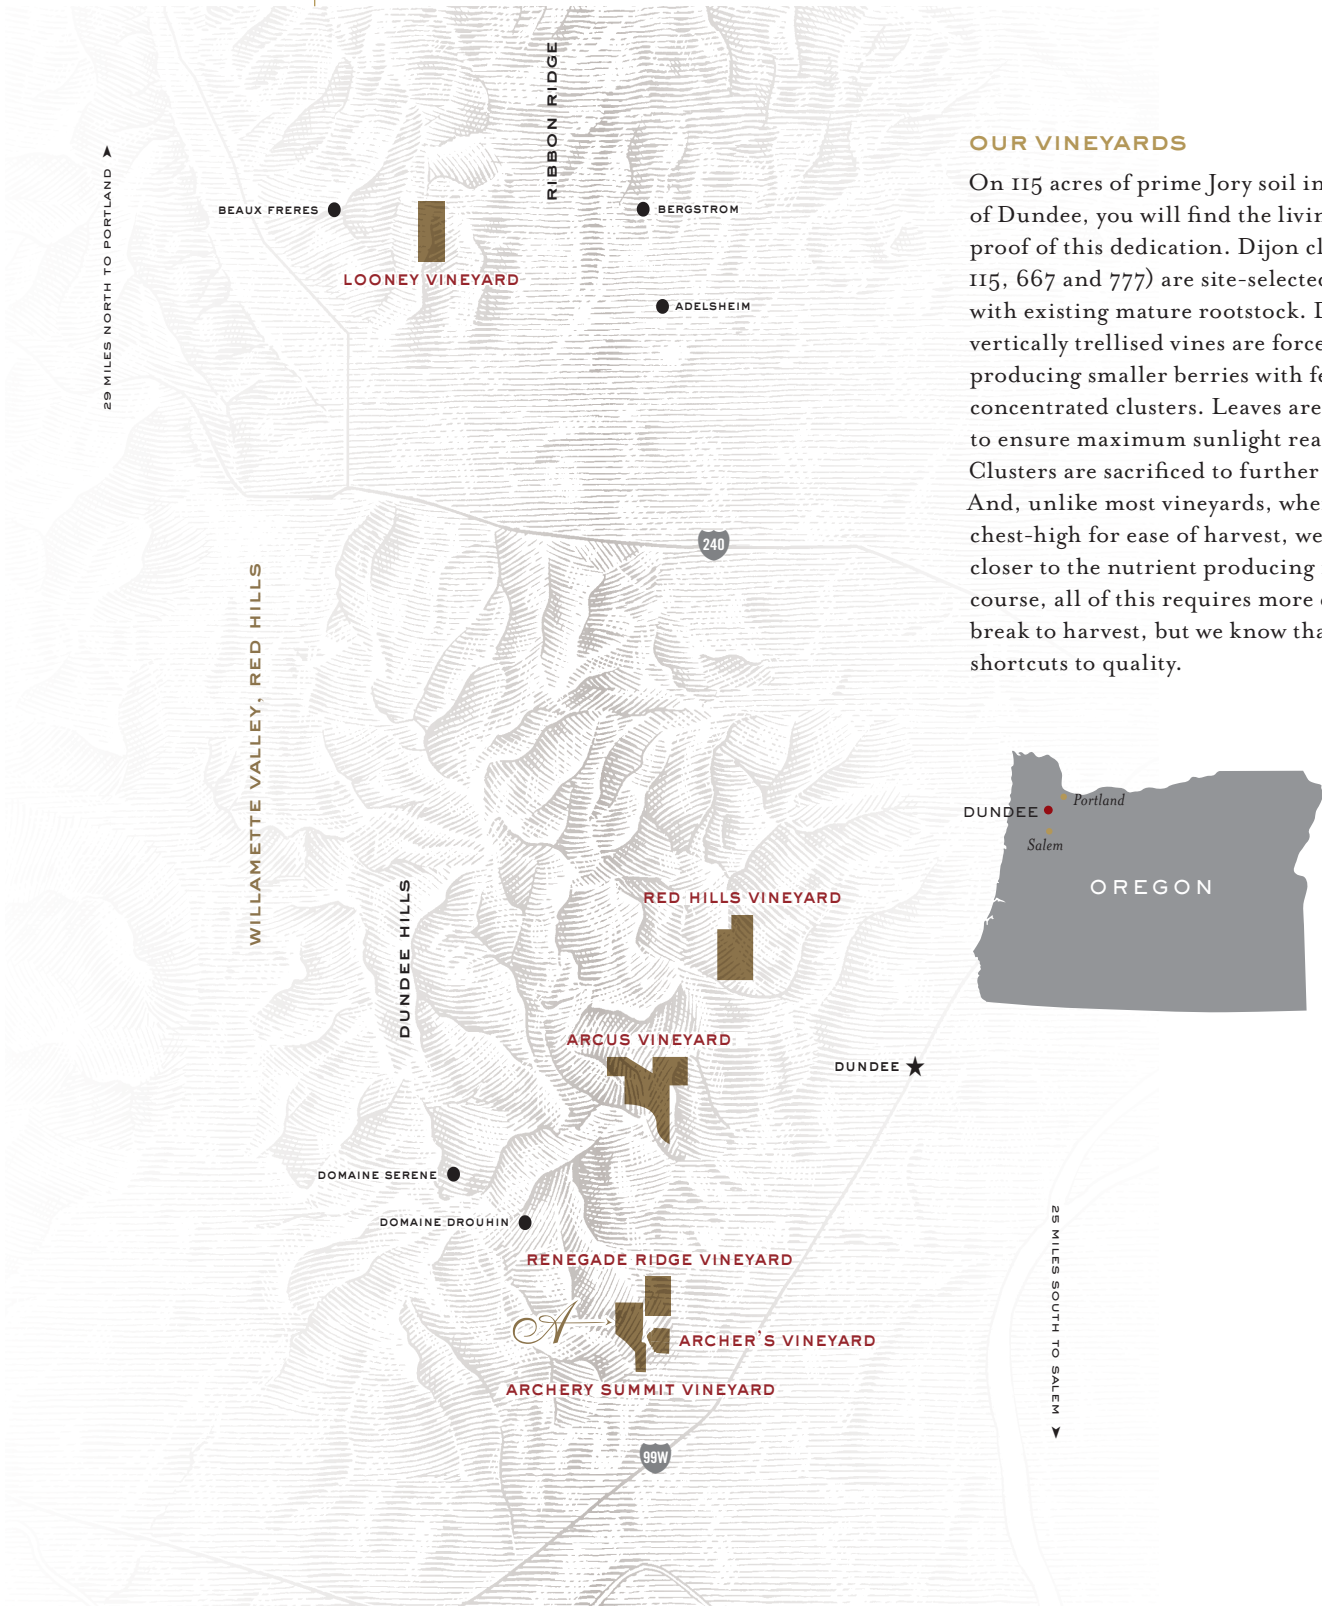 RIBBON RIDGE
29 MILES NORTH TO PORTLAND
BEAUX FRERES
BERGSTROM
LOONEY VINEYARD
ADELSHEIM
240
WILLAMETTE VALLEY, RED HILLS
DUNDEE HILLS
RED HILLS VINEYARD
ARCUS VINEYARD
DUNDEE
DOMAINE SERENE
DOMAINE DROUHIN
RENEGADE RIDGE VINEYARD
A
ARCHER'S VINEYARD
ARCHERY SUMMIT VINEYARD
99W
25 MILES SOUTH TO SALEM
OUR VINEYARDS
On 115 acres of prime Jory soil in
of Dundee, you will find the livin
proof of this dedication. Dijon cl
115, 667 and 777) are site-selected
with existing mature rootstock. D
vertically trellised vines are force
producing smaller berries with fe
concentrated clusters. Leaves are
to ensure maximum sunlight rea
Clusters are sacrificed to further
And, unlike most vineyards, whe
chest-high for ease of harvest, we
closer to the nutrient producing
course, all of this requires more
break to harvest, but we know tha
shortcuts to quality.
Portland
DUNDEE
Salem
OREGON